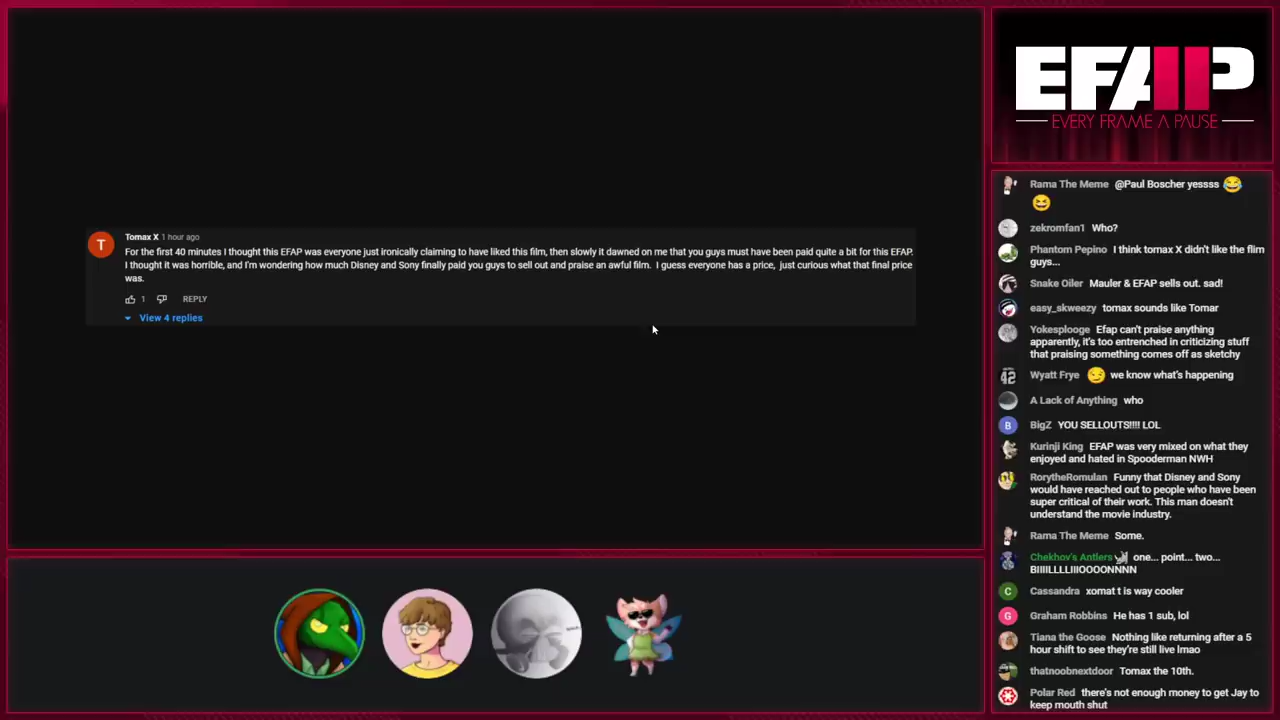 EFAP
EVERY FRAME A PAUSE
Tomax X 1 hour ago
T
For the first 40 minutes I thought this EFAP was everyone just ironically claiming to have liked this film, then slowly it dawned on me that you guys must have been paid quite a bit for this EFAP.
I thought it was horrible, and I'm wondering how much Disney and Sony finally paid you guys to sell out and praise an awful film. I guess everyone has a price, just curious what that final price
was.
1 REPLY
View 4 replies
Rama The Meme @Paul Boscher yessss 😂
😆
zekromfan1 Who?
Phantom Pepino I think tomax X didn't like the flim
guys...
Snake Oiler Mauler & EFAP sells out. sad!
easy_skweezy tomax sounds like Tomar
Yokesplooge Efap can't praise anything
apparently, it's too entrenched in criticizing stuff
that praising something comes off as sketchy
42
Wyatt Frye 😏 we know what's happening
A Lack of Anything who
B
BigZ YOU SELLOUTS!!!! LOL
Kurinji King EFAP was very mixed on what they
enjoyed and hated in Spooderman NWH
RorytheRomulan Funny that Disney and Sony
would have reached out to people who have been
super critical of their work. This man doesn't
understand the movie industry.
Rama The Meme Some.
Chekhov's Antlers one... point... two...
BIIIILLLLIIIOOOONNNN
C
Cassandra xomat t is way cooler
G
Graham Robbins He has 1 sub, lol
Tiana the Goose Nothing like returning after a 5
hour shift to see they're still live lmao
thatnoobnextdoor Tomax the 10th.
Polar Red there's not enough money to get Jay to
keep mouth shut